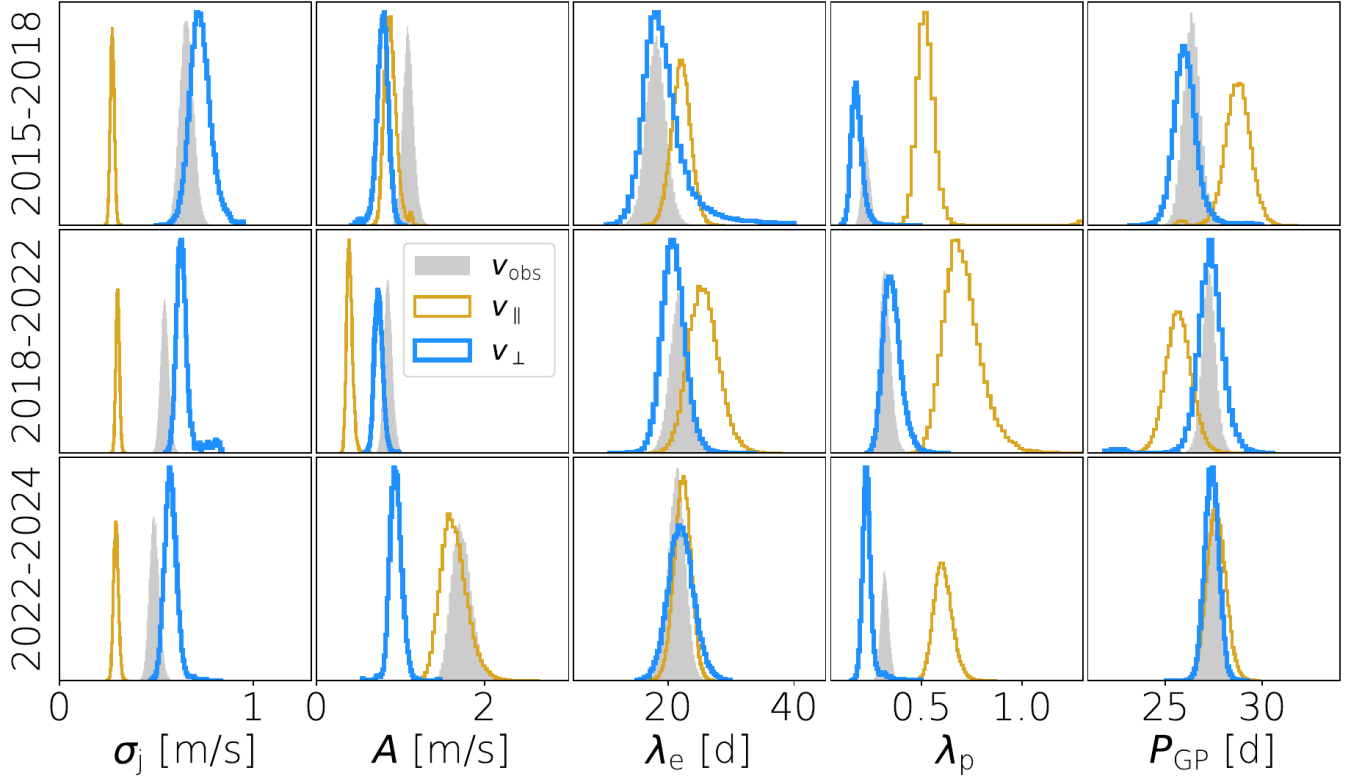 2015-2018
2018-2022
2022-2024
v_obs
v_∥
v_⊥
0 1
0 2
20 40
0.5 1.0
25 30
σ_j [m/s]
A [m/s]
λ_e [d]
λ_p
P_GP [d]